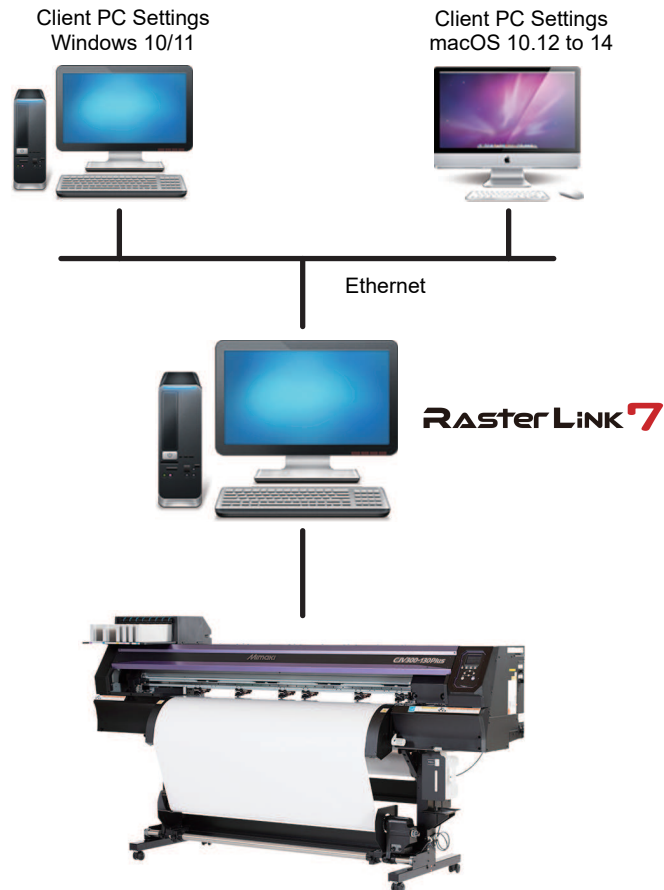 Client PC Settings
Windows 10/11
Client PC Settings
macOS 10.12 to 14
Ethernet
RASTERLINK7
Mimaki
CJV300-130Plus